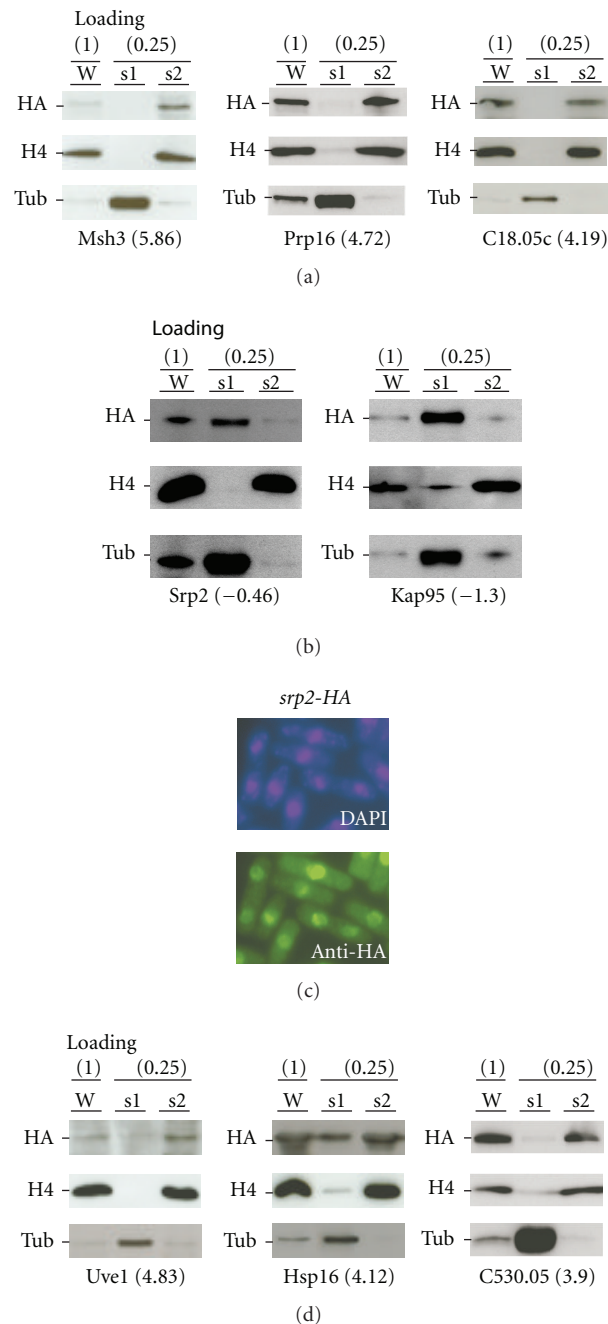 Loading
(1) (0.25) (1) (0.25) (1) (0.25)
W s1 s2 W s1 s2 W s1 s2
HA HA HA
H4 H4 H4
Tub Tub Tub
Msh3 (5.86) Prp16 (4.72) C18.05c (4.19)
(a)
Loading
(1) (0.25) (1) (0.25)
W s1 s2 W s1 s2
HA HA
H4 H4
Tub Tub
Srp2 (−0.46) Kap95 (−1.3)
(b)
srp2-HA
DAPI
Anti-HA
(c)
Loading
(1) (0.25) (1) (0.25) (1) (0.25)
W s1 s2 W s1 s2 W s1 s2
HA HA HA
H4 H4 H4
Tub Tub Tub
Uve1 (4.83) Hsp16 (4.12) C530.05 (3.9)
(d)